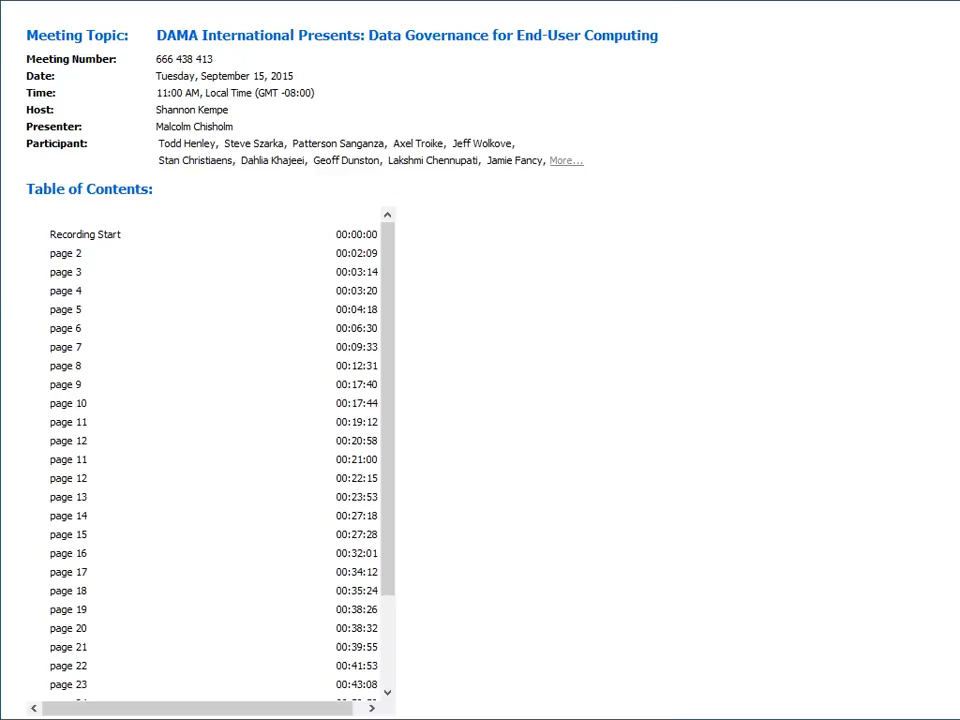 Meeting Topic: DAMA International Presents: Data Governance for End-User Computing
Meeting Number: 666 438 413
Date: Tuesday, September 15, 2015
Time: 11:00 AM, Local Time (GMT -08:00)
Host: Shannon Kempe
Presenter: Malcolm Chisholm
Participant: Todd Henley, Steve Szarka, Patterson Sanganza, Axel Troike, Jeff Wolkove,
Stan Christiaens, Dahlia Khajeei, Geoff Dunston, Lakshmi Chennupati, Jamie Fancy, More...
Table of Contents:
Recording Start 00:00:00
page 2 00:02:09
page 3 00:03:14
page 4 00:03:20
page 5 00:04:18
page 6 00:06:30
page 7 00:09:33
page 8 00:12:31
page 9 00:17:40
page 10 00:17:44
page 11 00:19:12
page 12 00:20:58
page 11 00:21:00
page 12 00:22:15
page 13 00:23:53
page 14 00:27:18
page 15 00:27:28
page 16 00:32:01
page 17 00:34:12
page 18 00:35:24
page 19 00:38:26
page 20 00:38:32
page 21 00:39:55
page 22 00:41:53
page 23 00:43:08